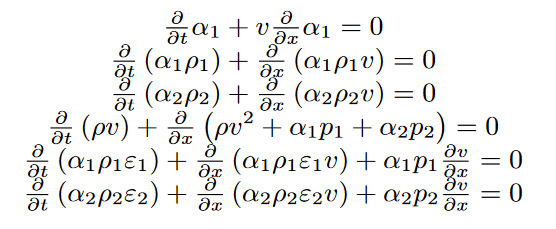 ∂/∂t α₁ + v ∂/∂x α₁ = 0
∂/∂t (α₁ρ₁) + ∂/∂x (α₁ρ₁v) = 0
∂/∂t (α₂ρ₂) + ∂/∂x (α₂ρ₂v) = 0
∂/∂t (ρv) + ∂/∂x (ρv² + α₁p₁ + α₂p₂) = 0
∂/∂t (α₁ρ₁ε₁) + ∂/∂x (α₁ρ₁ε₁v) + α₁p₁ ∂v/∂x = 0
∂/∂t (α₂ρ₂ε₂) + ∂/∂x (α₂ρ₂ε₂v) + α₂p₂ ∂v/∂x = 0